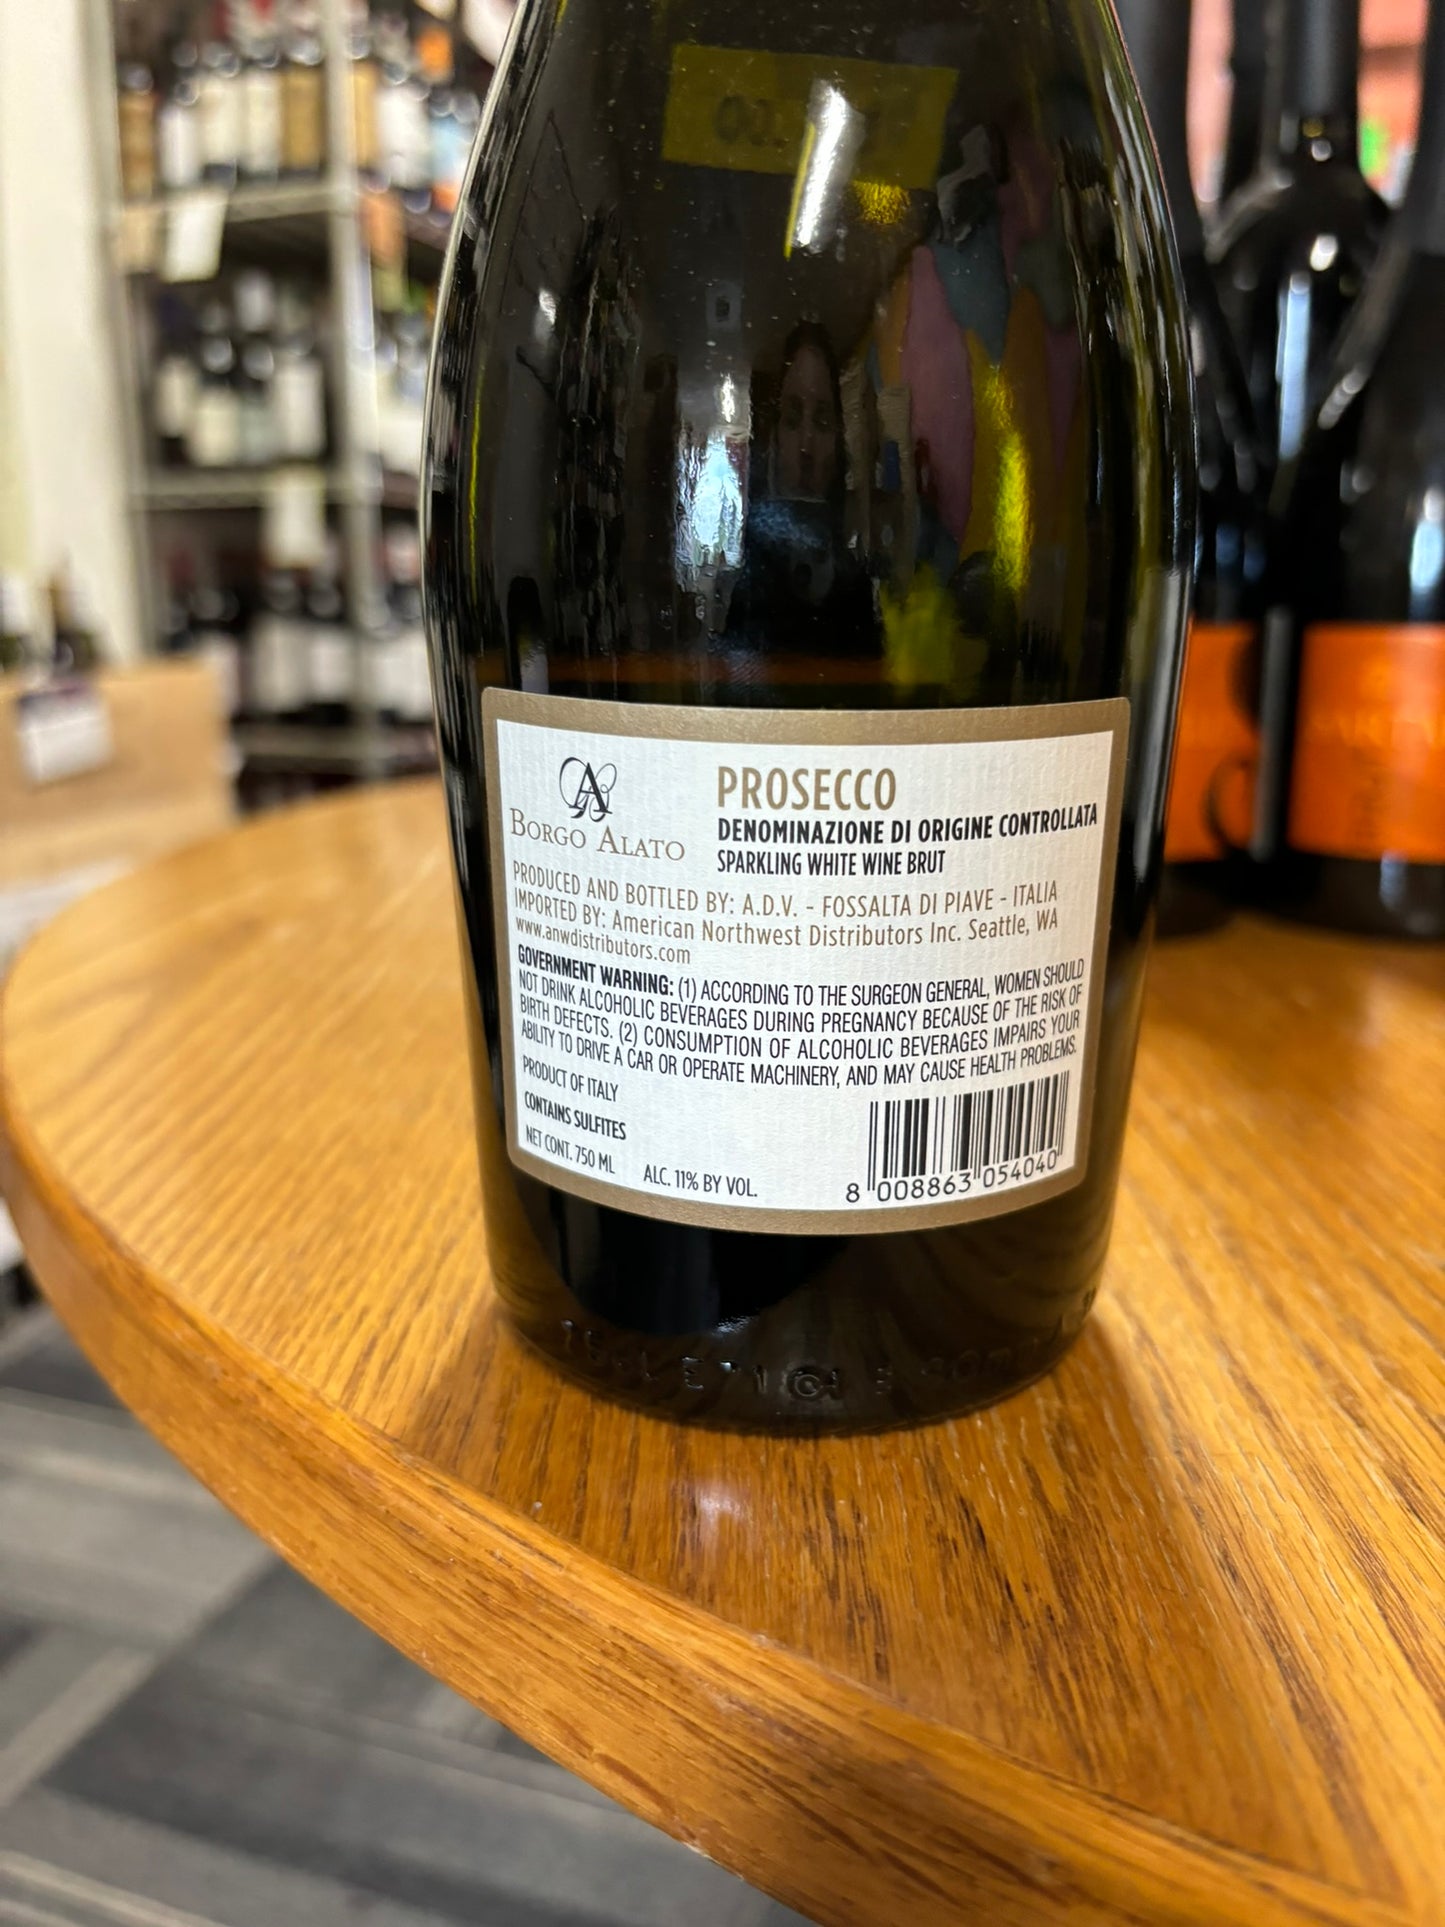 BORGO ALATO
PROSECCO
DENOMINAZIONE DI ORIGINE CONTROLLATA
SPARKLING WHITE WINE BRUT
PRODUCED AND BOTTLED BY: A.D.V. - FOSSALTA DI PIAVE - ITALIA
IMPORTED BY: American Northwest Distributors Inc. Seattle, WA
www.anwdistributors.com
GOVERNMENT WARNING: (1) ACCORDING TO THE SURGEON GENERAL, WOMEN SHOULD
NOT DRINK ALCOHOLIC BEVERAGES DURING PREGNANCY BECAUSE OF THE RISK OF
BIRTH DEFECTS. (2) CONSUMPTION OF ALCOHOLIC BEVERAGES IMPAIRS YOUR
ABILITY TO DRIVE A CAR OR OPERATE MACHINERY, AND MAY CAUSE HEALTH PROBLEMS.
PRODUCT OF ITALY
CONTAINS SULFITES
NET CONT. 750 ML
ALC. 11% BY VOL.
8 008863 054040